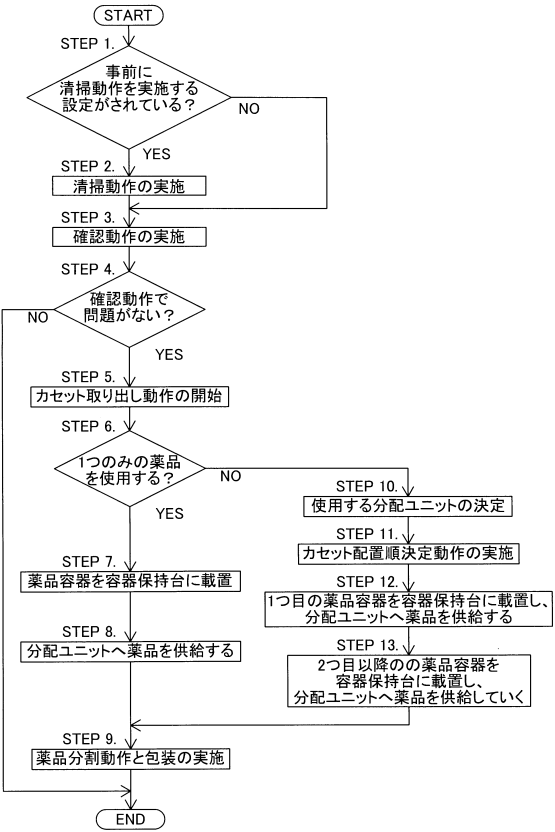 START
STEP 1.
事前に
清掃動作を実施する
設定がされている?
NO
YES
STEP 2.
清掃動作の実施
STEP 3.
確認動作の実施
STEP 4.
確認動作で
問題がない?
NO
YES
STEP 5.
カセット取り出し動作の開始
STEP 6.
1つのみの薬品
を使用する?
NO
YES
STEP 7.
薬品容器を容器保持台に載置
STEP 8.
分配ユニットへ薬品を供給する
STEP 10.
使用する分配ユニットの決定
STEP 11.
カセット配置順決定動作の実施
STEP 12.
1つ目の薬品容器を容器保持台に載置し、
分配ユニットへ薬品を供給する
STEP 13.
2つ目以降のの薬品容器を
容器保持台に載置し、
分配ユニットへ薬品を供給していく
STEP 9.
薬品分割動作と包装の実施
END